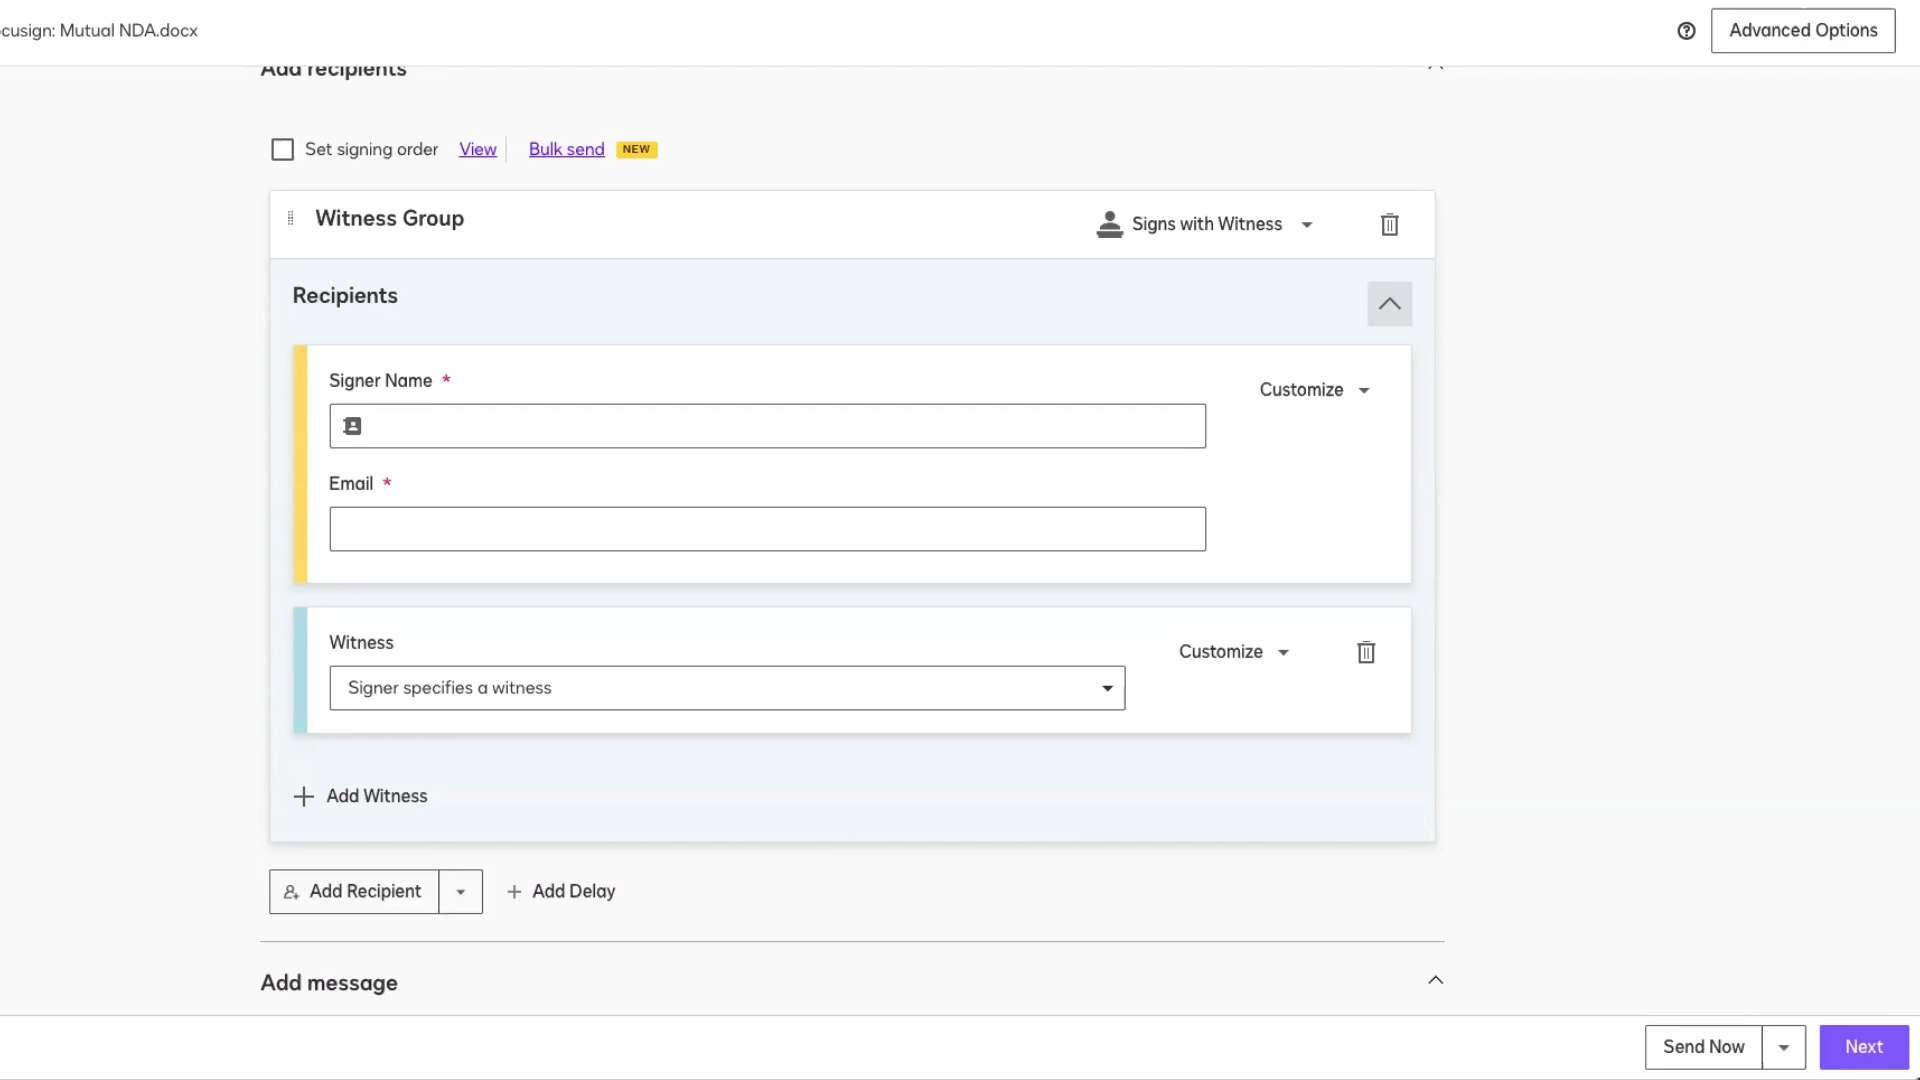 cusign: Mutual NDA.docx
Advanced Options
Add recipients
Set signing order View Bulk send NEW
Witness Group
Signs with Witness
Recipients
Signer Name *
Customize
Email *
Witness
Customize
Signer specifies a witness
Add Witness
Add Recipient
Add Delay
Add message
Send Now
Next